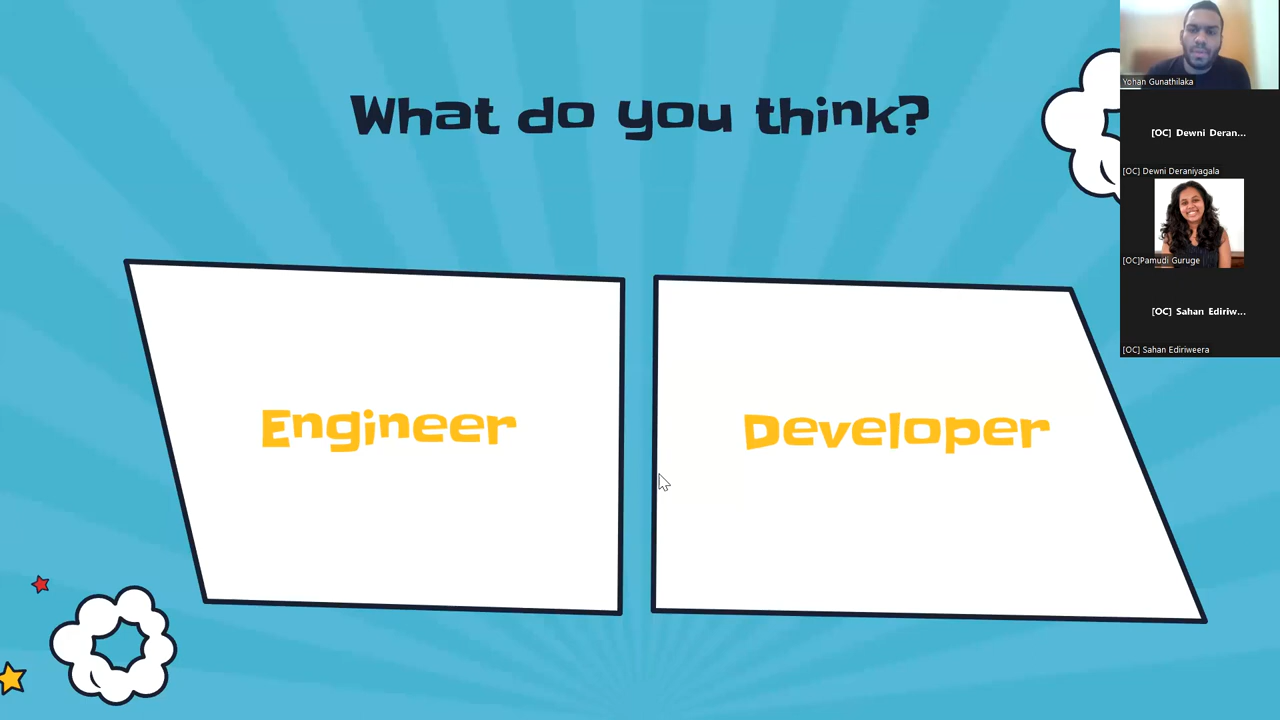 What do you think?
Engineer
Developer
Yohan Gunathilaka
[OC] Dewni Deran...
[OC] Dewni Deraniyagala
[OC]Pamudi Guruge
[OC] Sahan Ediriw...
[OC] Sahan Ediriweera